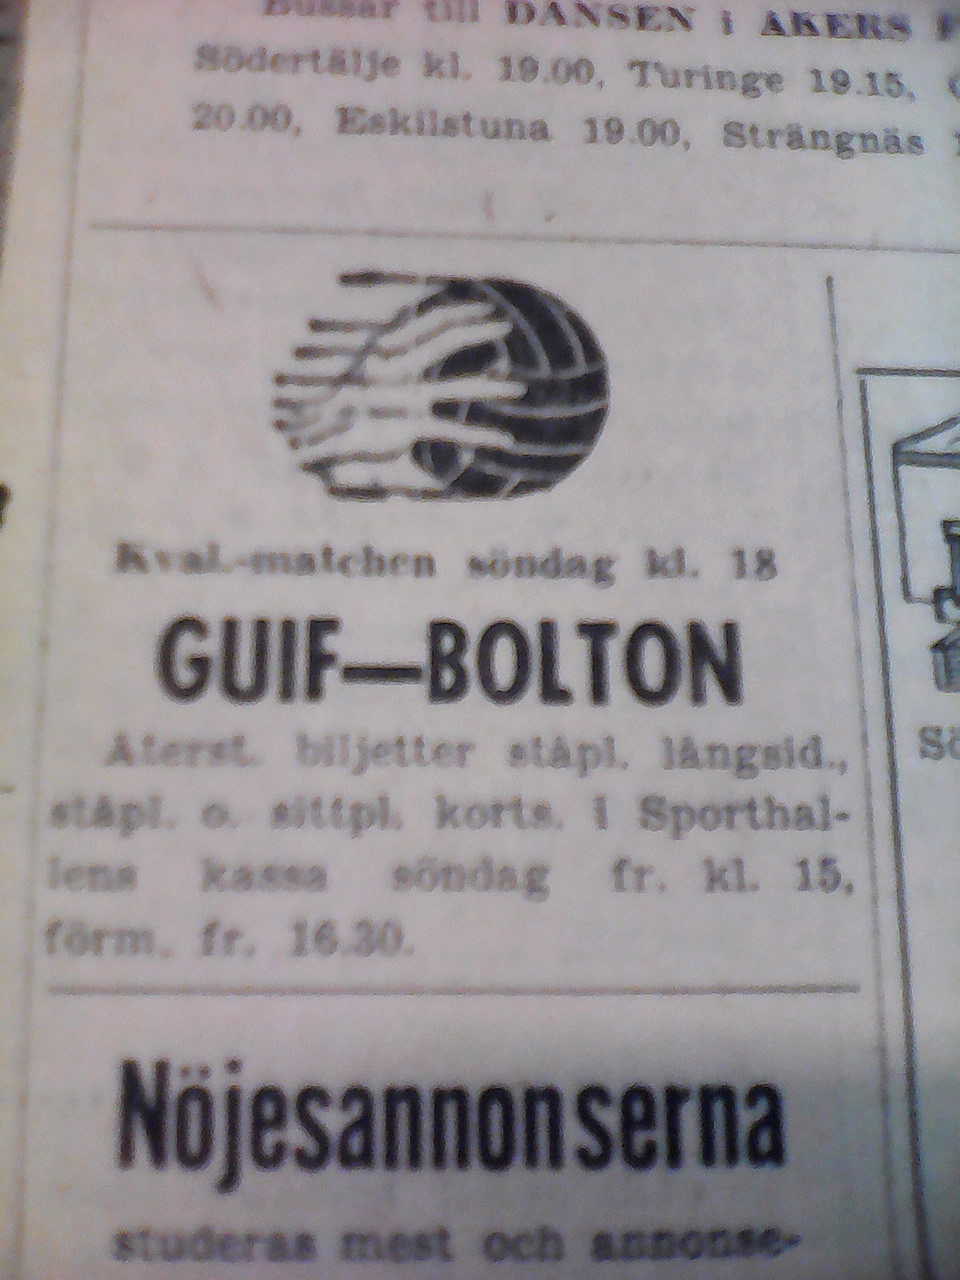 Bussar till DANSEN i ÅKERS
Södertälje kl. 19.00, Turinge 19.15,
20.00, Eskilstuna 19.00, Strängnäs
Kval.-matchen söndag kl. 18
GUIF—BOLTON
Återst. biljetter ståpl. långsid.,
ståpl. o. sittpl. korts. i Sporthal-
lens kassa söndag fr. kl. 15,
förm. fr. 16.30.
Sö
Nöjesannonserna
studeras mest och annonse-